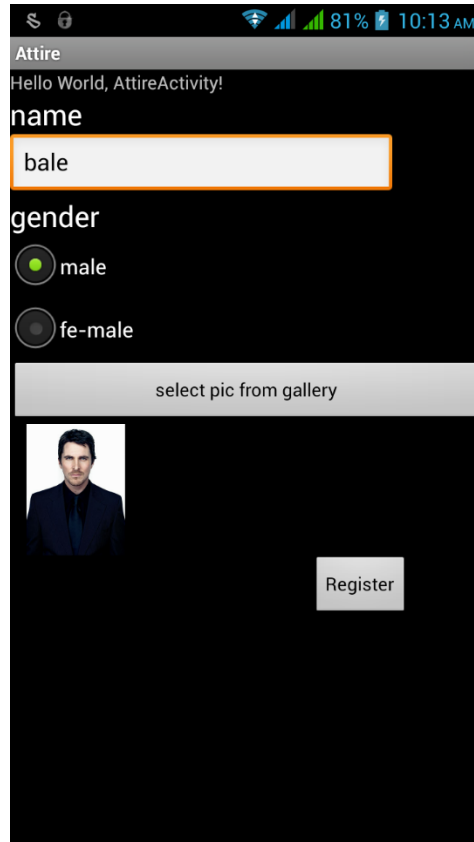 81% 10:13 AM
Attire
Hello World, AttireActivity!
name
bale
gender
male
fe-male
select pic from gallery
Register